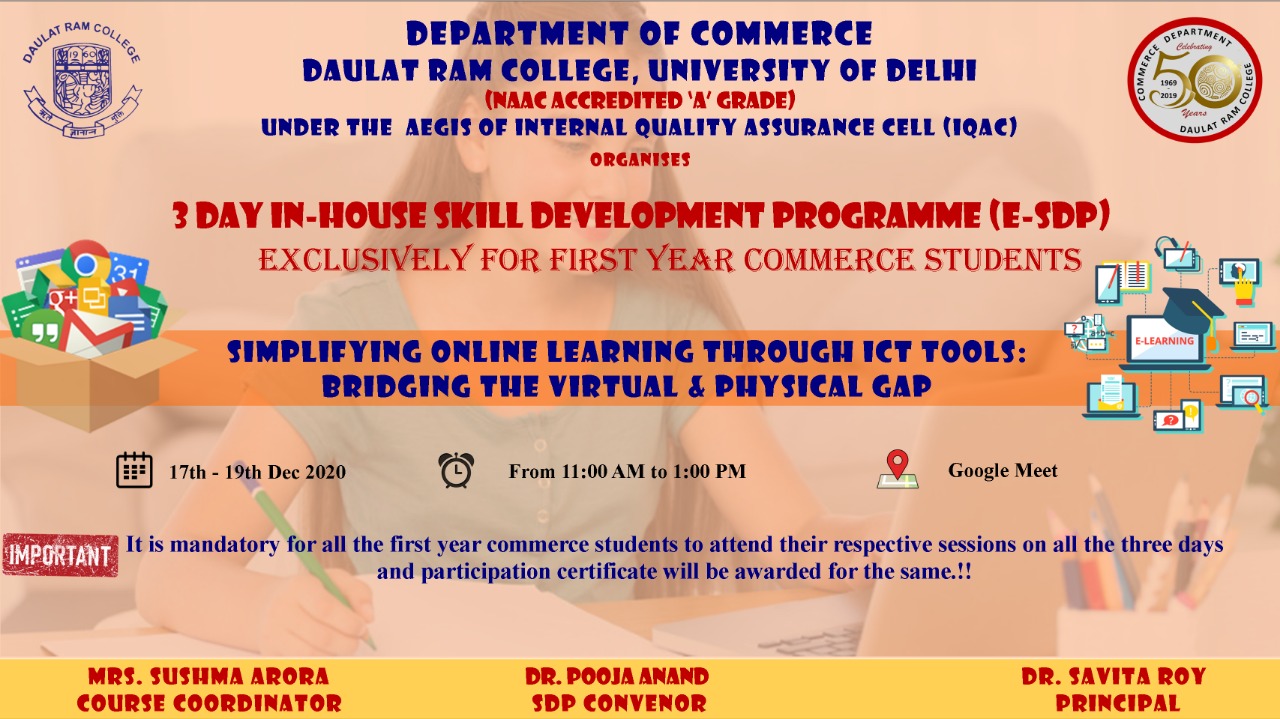 DAULAT RAM COLLEGE
1960
DEPARTMENT OF COMMERCE
DAULAT RAM COLLEGE, UNIVERSITY OF DELHI
(NAAC ACCREDITED 'A' GRADE)
UNDER THE AEGIS OF INTERNAL QUALITY ASSURANCE CELL (IQAC)
ORGANISES
COMMERCE DEPARTMENT
Celebrating
50
1969
-
2019
Years
DAULAT RAM COLLEGE
3 DAY IN-HOUSE SKILL DEVELOPMENT PROGRAMME (E-SDP)
EXCLUSIVELY FOR FIRST YEAR COMMERCE STUDENTS
31
g+
E-LEARNING
SIMPLIFYING ONLINE LEARNING THROUGH ICT TOOLS:
BRIDGING THE VIRTUAL & PHYSICAL GAP
17th - 19th Dec 2020
From 11:00 AM to 1:00 PM
Google Meet
IMPORTANT
It is mandatory for all the first year commerce students to attend their respective sessions on all the three days
and participation certificate will be awarded for the same.!!
MRS. SUSHMA ARORA
COURSE COORDINATOR
DR. POOJA ANAND
SDP CONVENOR
DR. SAVITA ROY
PRINCIPAL